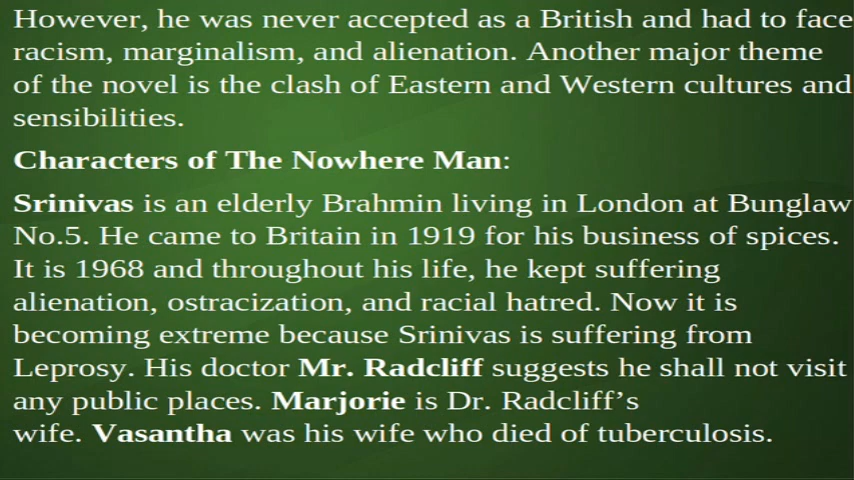 However, he was never accepted as a British and had to face
racism, marginalism, and alienation. Another major theme
of the novel is the clash of Eastern and Western cultures and
sensibilities.
Characters of The Nowhere Man:
Srinivas is an elderly Brahmin living in London at Bunglaw
No.5. He came to Britain in 1919 for his business of spices.
It is 1968 and throughout his life, he kept suffering
alienation, ostracization, and racial hatred. Now it is
becoming extreme because Srinivas is suffering from
Leprosy. His doctor Mr. Radcliff suggests he shall not visit
any public places. Marjorie is Dr. Radcliff’s
wife. Vasantha was his wife who died of tuberculosis.